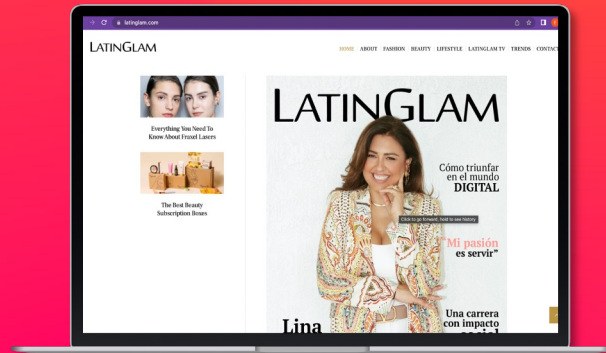 latinglam.com
LATINGLAM
HOME ABOUT FASHION BEAUTY LIFESTYLE LATINGLAM TV TRENDS CONTACT
Everything You Need To
Know About Fraxel Lasers
The Best Beauty
Subscription Boxes
LATINGLAM
Cómo triunfar
en el mundo
DIGITAL
Click to go forward, hold to see history
"Mi pasión
es servir"
Una carrera
con impacto
social
Lina